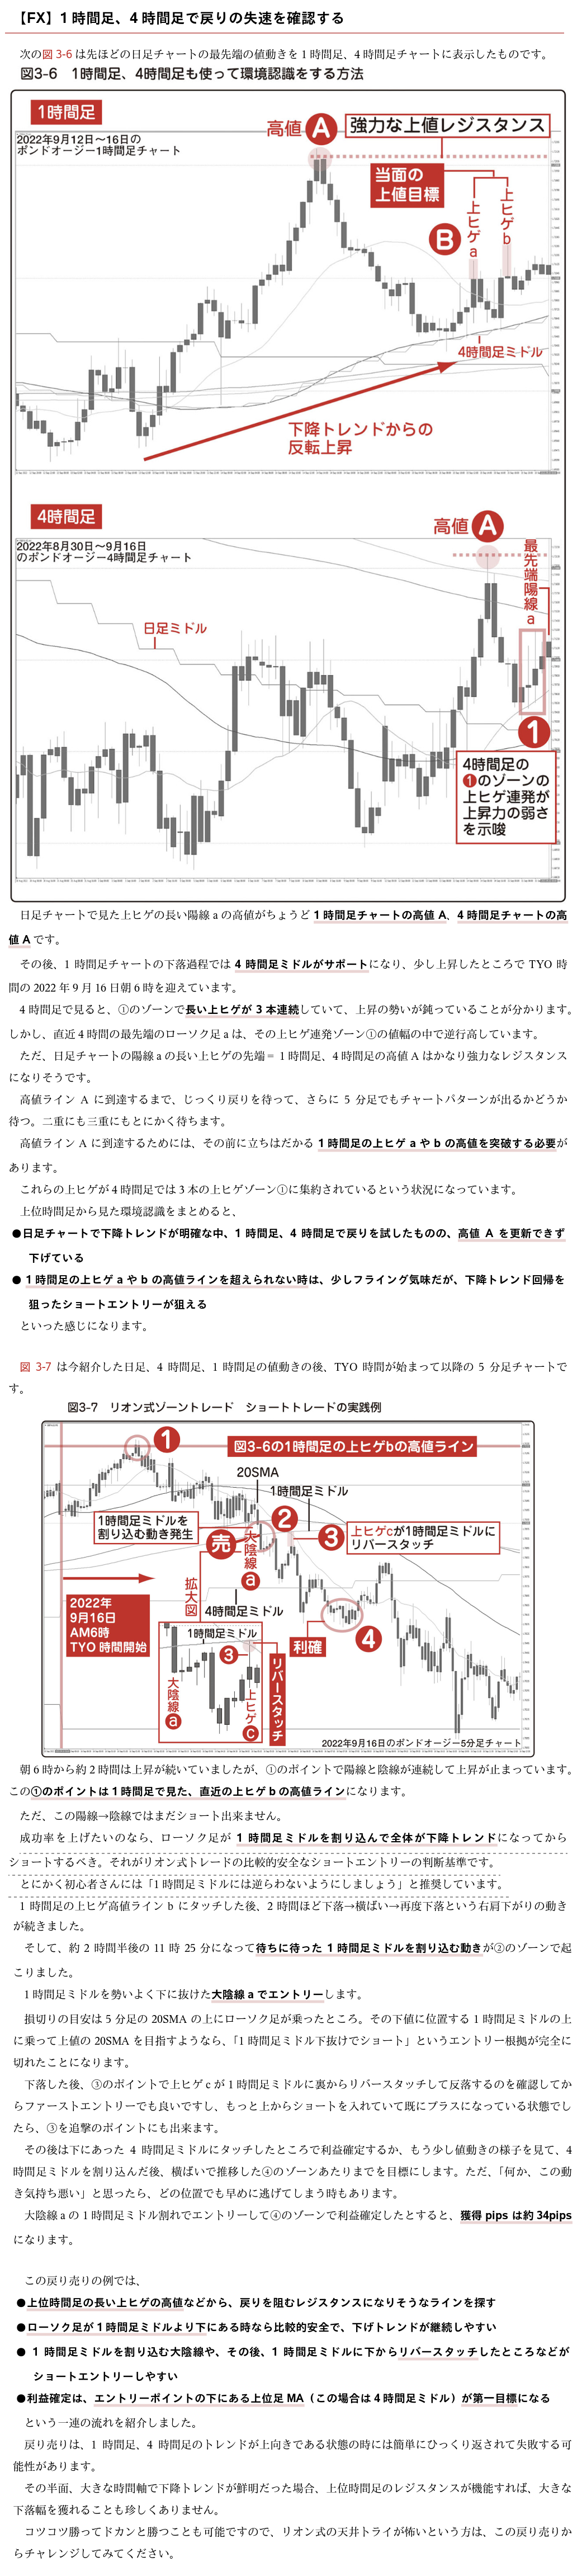 【FX】1時間足、4時間足で戻りの失速を確認する
次の図3-6は先ほどの日足チャートの最先端の値動きを1時間足、4時間足チャートに表示したものです。
図3-6　1時間足、4時間足も使って環境認識をする方法
1時間足
2022年9月12日〜16日の
ポンドオージー1時間足チャート
高値 A
強力な上値レジスタンス
当面の
上値目標
B
上ヒゲa
上ヒゲb
4時間足ミドル
下降トレンドからの
反転上昇
4時間足
2022年8月30日〜9月16日
のポンドオージー4時間足チャート
高値 A
最先端陽線a
日足ミドル
1
4時間足の
❶のゾーンの
上ヒゲ連発が
上昇力の弱さ
を示唆
日足チャートで見た上ヒゲの長い陽線aの高値がちょうど1時間足チャートの高値A、4時間足チャートの高
値Aです。
その後、1時間足チャートの下落過程では4時間足ミドルがサポートになり、少し上昇したところでTYO時
間の2022年9月16日朝6時を迎えています。
4時間足で見ると、①のゾーンで長い上ヒゲが3本連続していて、上昇の勢いが鈍っていることが分かります。
しかし、直近4時間の最先端のローソク足aは、その上ヒゲ連発ゾーン①の値幅の中で逆行高しています。
ただ、日足チャートの陽線aの長い上ヒゲの先端＝1時間足、4時間足の高値Aはかなり強力なレジスタンス
になりそうです。
高値ラインAに到達するまで、じっくり戻りを待って、さらに5分足でもチャートパターンが出るかどうか
待つ。二重にも三重にもとにかく待ちます。
高値ラインAに到達するためには、その前に立ちはだかる1時間足の上ヒゲaやbの高値を突破する必要が
あります。
これらの上ヒゲが4時間足では3本の上ヒゲゾーン①に集約されているという状況になっています。
上位時間足から見た環境認識をまとめると、
●日足チャートで下降トレンドが明確な中、1時間足、4時間足で戻りを試したものの、高値Aを更新できず
下げている
●1時間足の上ヒゲaやbの高値ラインを超えられない時は、少しフライング気味だが、下降トレンド回帰を
狙ったショートエントリーが狙える
といった感じになります。
図3-7は今紹介した日足、4時間足、1時間足の値動きの後、TYO時間が始まって以降の5分足チャートで
す。
図3-7　リオン式ゾーントレード　ショートトレードの実践例
1
図3-6の1時間足の上ヒゲbの高値ライン
20SMA
1時間足ミドル
1時間足ミドルを
割り込む動き発生
売
大陰線a
2
3
上ヒゲcが1時間足ミドルに
リバースタッチ
2022年
9月16日
AM6時
TYO時間開始
拡大図
4時間足ミドル
1時間足ミドル
3
大陰線a
上ヒゲc
リバースタッチ
利確
4
2022年9月16日のポンドオージー5分足チャート
朝6時から約2時間は上昇が続いていましたが、①のポイントで陽線と陰線が連続して上昇が止まっています。
この①のポイントは1時間足で見た、直近の上ヒゲbの高値ラインになります。
ただ、この陽線→陰線ではまだショート出来ません。
成功率を上げたいのなら、ローソク足が1時間足ミドルを割り込んで全体が下降トレンドになってから
ショートするべき。それがリオン式トレードの比較的安全なショートエントリーの判断基準です。
とにかく初心者さんには「1時間足ミドルには逆らわないようにしましょう」と推奨しています。
1時間足の上ヒゲ高値ラインbにタッチした後、2時間ほど下落→横ばい→再度下落という右肩下がりの動き
が続きました。
そして、約2時間半後の11時25分になって待ちに待った1時間足ミドルを割り込む動きが②のゾーンで起
こりました。
1時間足ミドルを勢いよく下に抜けた大陰線aでエントリーします。
損切りの目安は5分足の20SMAの上にローソク足が乗ったところ。その下値に位置する1時間足ミドルの上
に乗って上値の20SMAを目指すようなら、「1時間足ミドル下抜けでショート」というエントリー根拠が完全に
切れたことになります。
下落した後、③のポイントで上ヒゲcが1時間足ミドルに裏からリバースタッチして反落するのを確認してか
らファーストエントリーでも良いですし、もっと上からショートを入れていて既にプラスになっている状態でし
たら、③を追撃のポイントにも出来ます。
その後は下にあった4時間足ミドルにタッチしたところで利益確定するか、もう少し値動きの様子を見て、4
時間足ミドルを割り込んだ後、横ばいで推移した④のゾーンあたりまでを目標にします。ただ、「何か、この動
き気持ち悪い」と思ったら、どの位置でも早めに逃げてしまう時もあります。
大陰線aの1時間足ミドル割れでエントリーして④のゾーンで利益確定したとすると、獲得pipsは約34pips
になります。
この戻り売りの例では、
●上位時間足の長い上ヒゲの高値などから、戻りを阻むレジスタンスになりそうなラインを探す
●ローソク足が1時間足ミドルより下にある時なら比較的安全で、下げトレンドが継続しやすい
●1時間足ミドルを割り込む大陰線や、その後、1時間足ミドルに下からリバースタッチしたところなどが
ショートエントリーしやすい
●利益確定は、エントリーポイントの下にある上位足MA（この場合は4時間足ミドル）が第一目標になる
という一連の流れを紹介しました。
戻り売りは、1時間足、4時間足のトレンドが上向きである状態の時には簡単にひっくり返されて失敗する可
能性があります。
その半面、大きな時間軸で下降トレンドが鮮明だった場合、上位時間足のレジスタンスが機能すれば、大きな
下落幅を獲れることも珍しくありません。
コツコツ勝ってドカンと勝つことも可能ですので、リオン式の天井トライが怖いという方は、この戻り売りか
らチャレンジしてみてください。